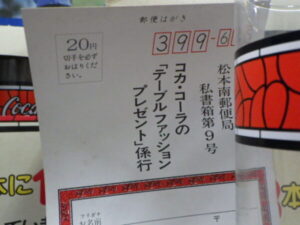 郵便はがき
20円
切手を必ず
おはりくだ
さい。
399-6
松本南郵便局
私書箱第9号
コカ・コーラの
「テーブルファッション
プレゼント」係行
フリガナ
お名前
〒